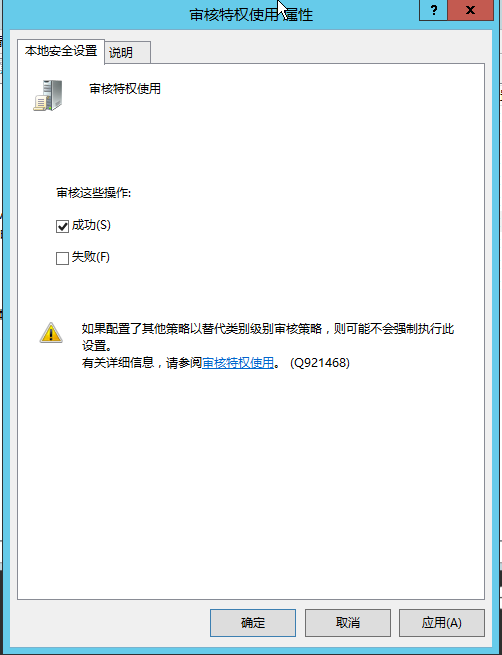 审核特权使用 属性
?
x
本地安全设置
说明
审核特权使用
审核这些操作:
成功(S)
失败(F)
如果配置了其他策略以替代类别级别审核策略，则可能不会强制执行此
设置。
有关详细信息，请参阅审核特权使用。 (Q921468)
确定
取消
应用(A)